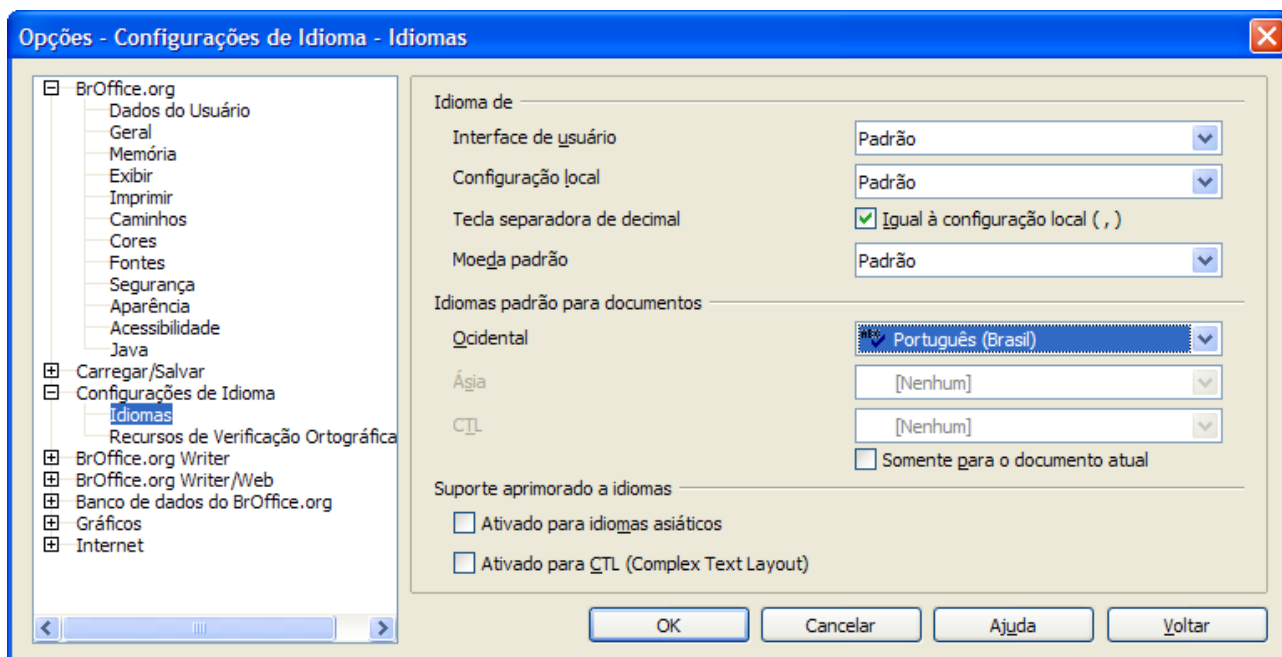 Opções - Configurações de Idioma - Idiomas
BrOffice.org
Dados do Usuário
Geral
Memória
Exibir
Imprimir
Caminhos
Cores
Fontes
Segurança
Aparência
Acessibilidade
Java
Carregar/Salvar
Configurações de Idioma
Idiomas
Recursos de Verificação Ortográfica
BrOffice.org Writer
BrOffice.org Writer/Web
Banco de dados do BrOffice.org
Gráficos
Internet
Idioma de
Interface de usuário Padrão
Configuração local Padrão
Tecla separadora de decimal Igual à configuração local ( , )
Moeda padrão Padrão
Idiomas padrão para documentos
Ocidental ABC Português (Brasil)
Ásia [Nenhum]
CTL [Nenhum]
Somente para o documento atual
Suporte aprimorado a idiomas
Ativado para idiomas asiáticos
Ativado para CTL (Complex Text Layout)
OK Cancelar Ajuda Voltar